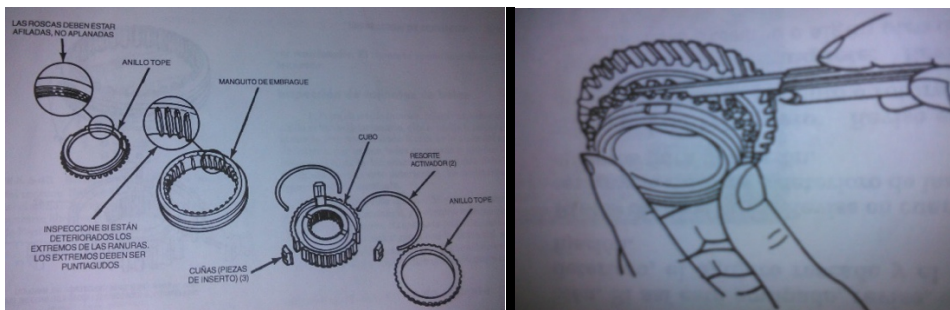 LAS ROSCAS DEBEN ESTAR
AFILADAS, NO APLANADAS
ANILLO TOPE
MANGUITO DE EMBRAGUE
CUBO
RESORTE
ACTIVADOR (2)
ANILLO TOPE
INSPECCIONE SI ESTÁN
DETERIORADOS LOS
EXTREMOS DE LAS RANURAS.
LOS EXTREMOS DEBEN SER
PUNTIAGUDOS
CUÑAS (PIEZAS
DE INSERTO) (3)